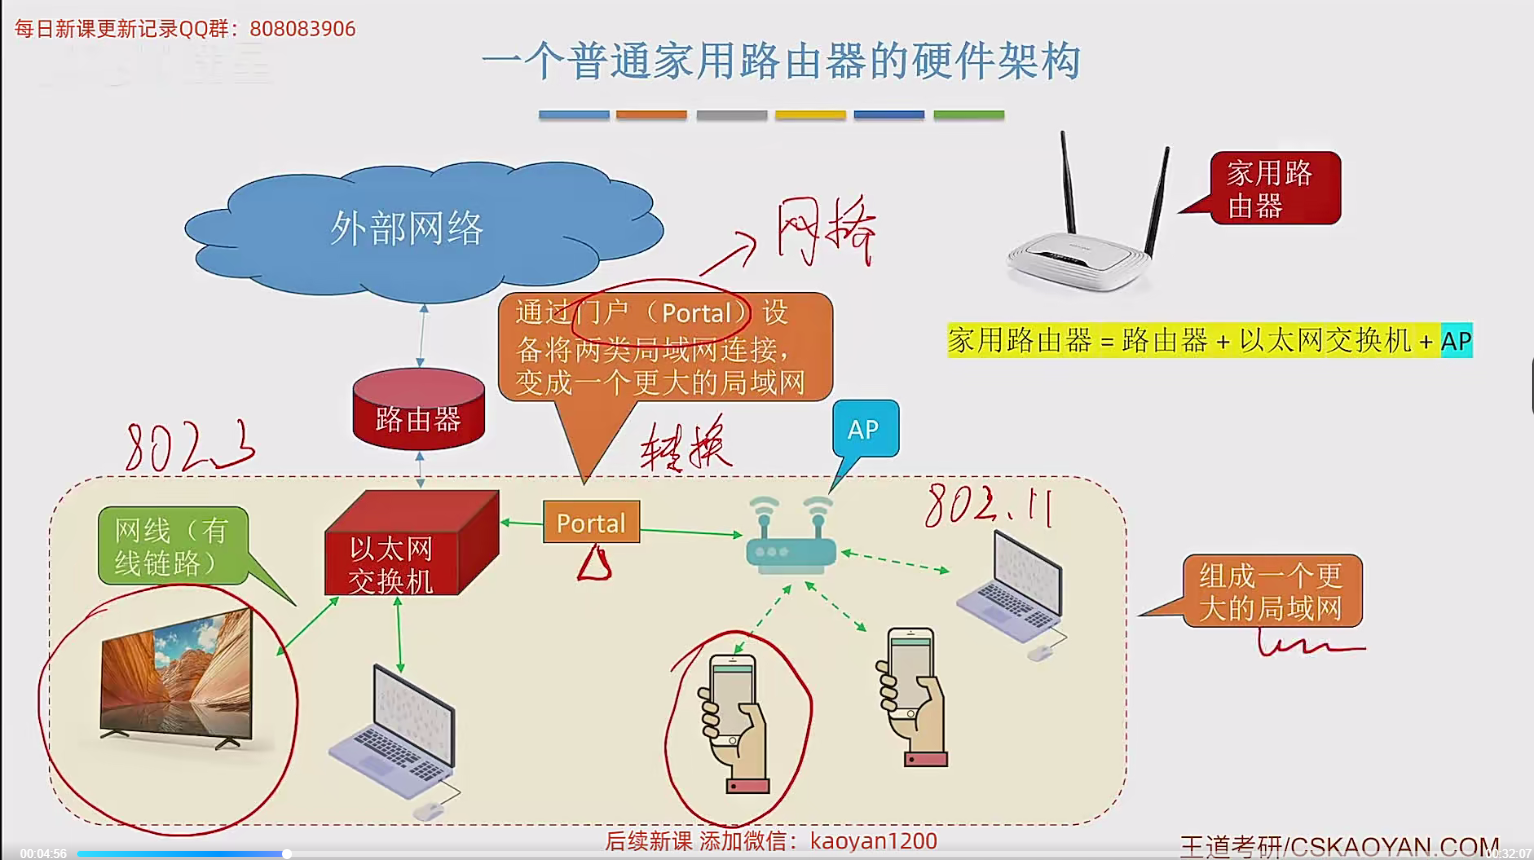 每日新课更新记录QQ群：808083906
一个普通家用路由器的硬件架构
外部网络
网桥
家用路
由器
通过门户（Portal）设
备将两类局域网连接，
变成一个更大的局域网
家用路由器 = 路由器 + 以太网交换机 + AP
路由器
802.3
转换
AP
802.11
网线（有
线链路）
以太网
交换机
Portal
组成一个更
大的局域网
后续新课 添加微信：kaoyan1200
王道考研/CSKAOYAN.COM
00:04:56
00:32:07